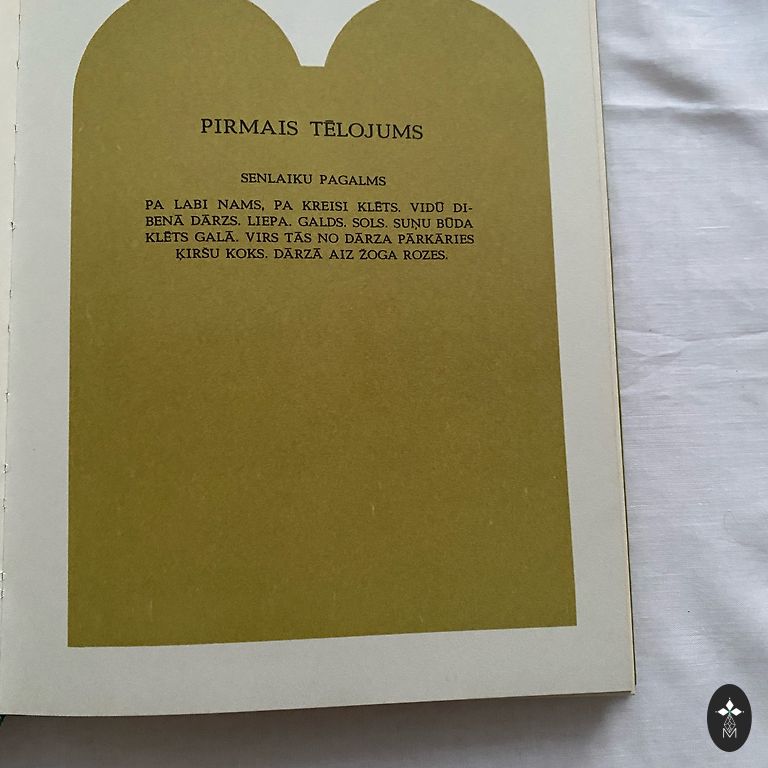 PIRMAIS TĒLOJUMS
SENLAIKU PAGALMS
PA LABI NAMS, PA KREISI KLĒTS. VIDŪ DI-
BENĀ DĀRZS. LIEPA. GALDS. SOLS. SUŅU BŪDA
KLĒTS GALĀ. VIRS TĀS NO DĀRZA PĀRKĀRIES
ĶIRŠU KOKS. DĀRZĀ AIZ ŽOGA ROZES.
M